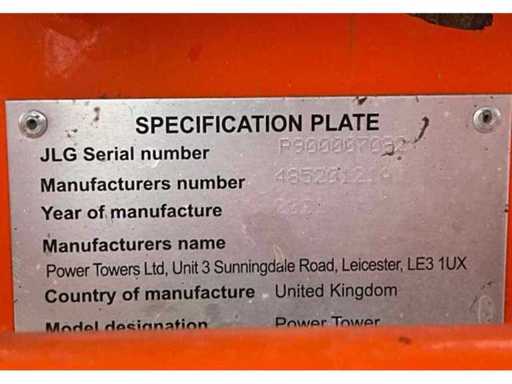 SPECIFICATION PLATE
JLG Serial number
Manufacturers number
Year of manufacture
Manufacturers name
Power Towers Ltd, Unit 3 Sunningdale Road, Leicester, LE3 1UX
Country of manufacture United Kingdom
Model designation Power Tower